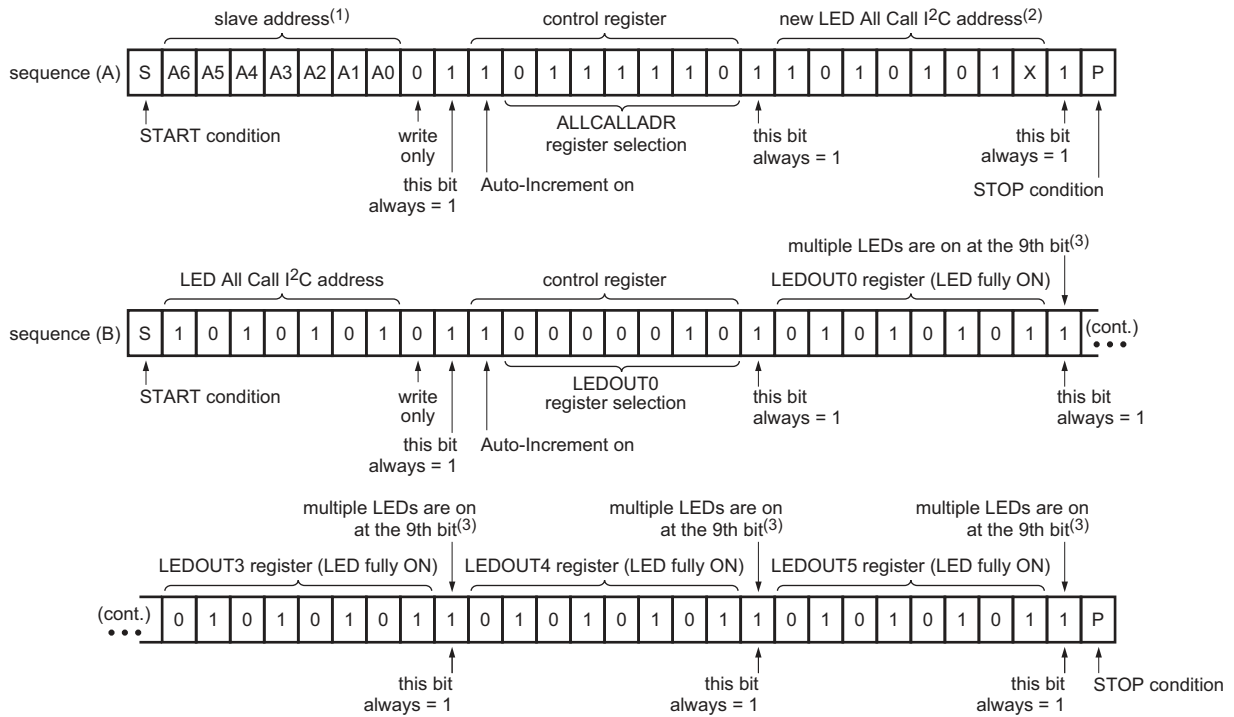 slave address(1) control register new LED All Call I²C address(2)
sequence (A) S A6 A5 A4 A3 A2 A1 A0 0 1 1 0 1 1 1 1 1 0 1 1 0 1 0 1 0 1 X 1 P
START condition write only this bit always = 1 Auto-Increment on ALLCALLADR register selection this bit always = 1 this bit always = 1 STOP condition
multiple LEDs are on at the 9th bit(3)
LED All Call I²C address control register LEDOUT0 register (LED fully ON)
sequence (B) S 1 0 1 0 1 0 1 0 1 1 0 0 0 0 0 1 0 1 0 1 0 1 0 1 0 1 1 (cont.)
START condition write only this bit always = 1 Auto-Increment on LEDOUT0 register selection this bit always = 1 this bit always = 1
multiple LEDs are on at the 9th bit(3) multiple LEDs are on at the 9th bit(3) multiple LEDs are on at the 9th bit(3)
LEDOUT3 register (LED fully ON) LEDOUT4 register (LED fully ON) LEDOUT5 register (LED fully ON)
(cont.) 0 1 0 1 0 1 0 1 1 0 1 0 1 0 1 0 1 1 0 1 0 1 0 1 0 1 1 P
this bit always = 1 this bit always = 1 this bit always = 1 STOP condition